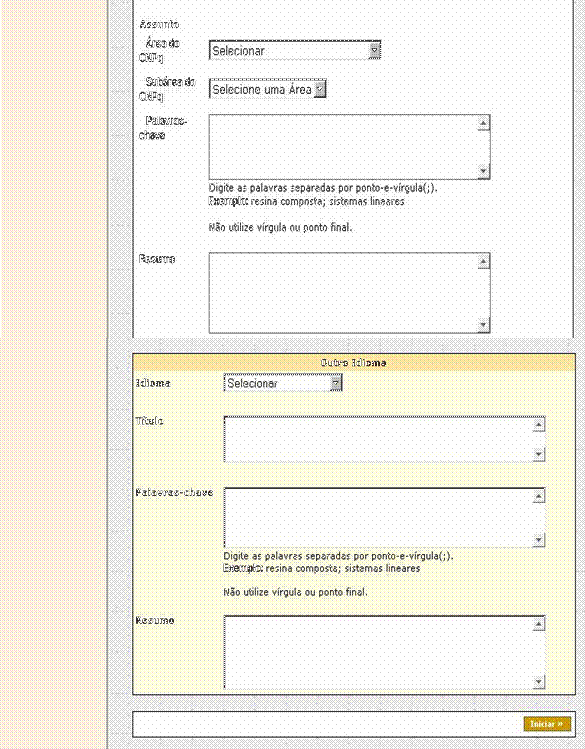 Assunto
Área do
CNPq
Selecionar
Subárea do
CNPq
Selecione uma Área
Palavras-
chave
Digite as palavras separadas por ponto-e-vírgula(;).
Exemplo: resina composta; sistemas lineares
Não utilize vírgula ou ponto final.
Resumo
Outro Idioma
Idioma
Selecionar
Título
Palavras-chave
Digite as palavras separadas por ponto-e-vírgula(;).
Exemplo: resina composta; sistemas lineares
Não utilize vírgula ou ponto final.
Resumo
Iniciar »